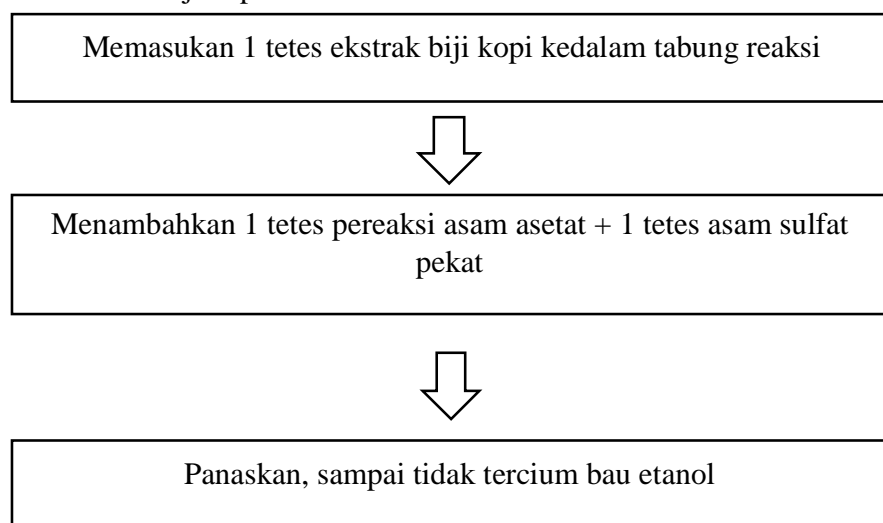 Memasukan 1 tetes ekstrak biji kopi kedalam tabung reaksi
Menambahkan 1 tetes pereaksi asam asetat + 1 tetes asam sulfat
pekat
Panaskan, sampai tidak tercium bau etanol